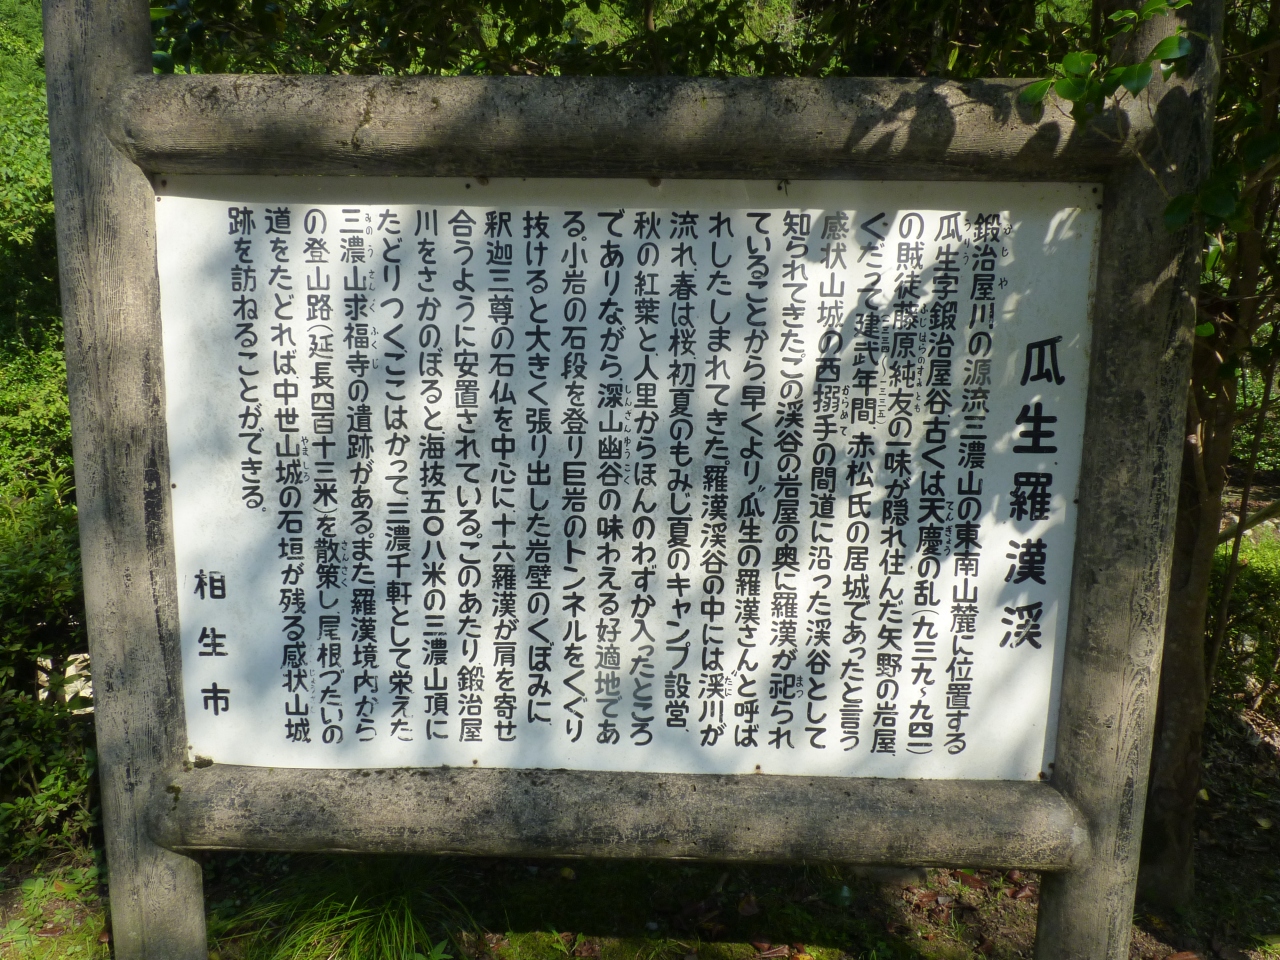 瓜生羅漢渓
鍛治屋川の源流三濃山の東南山麓に位置する
瓜生字鍛治屋谷古くは天慶の乱(九三九〜九四一)
の賊徒藤原純友の一味が隠れ住んだ矢野の岩屋
くだって建武年間赤松氏の居城であったと言う
感状山城の西搦手の間道に沿った渓谷として
知られてきたこの渓谷の岩屋の奥に羅漢が祀られ
ていることから早くより〝瓜生の羅漢さん〟と呼ば
れしたしまれてきた。羅漢渓谷の中には渓川が
流れ春は桜初夏のもみじ夏のキャンプ設営、
秋の紅葉と人里からほんのわずか入ったところ
でありながら、深山幽谷の味わえる好適地であ
る。小岩の石段を登り巨岩のトンネルをくぐり
抜けると大きく張り出した岩壁のくぼみに、
釈迦三尊の石仏を中心に十六羅漢が肩を寄せ
合うように安置されている。このあたり鍛治屋
川をさかのぼると海抜五〇八米の三濃山頂に
たどりつくここはかって三濃千軒として栄えた
三濃山求福寺の遺跡がある。また羅漢境内から
の登山路(延長四百十三米)を散策し、尾根づたいの
道をたどれば中世山城の石垣が残る感状山城
跡を訪ねることができる。
相生市